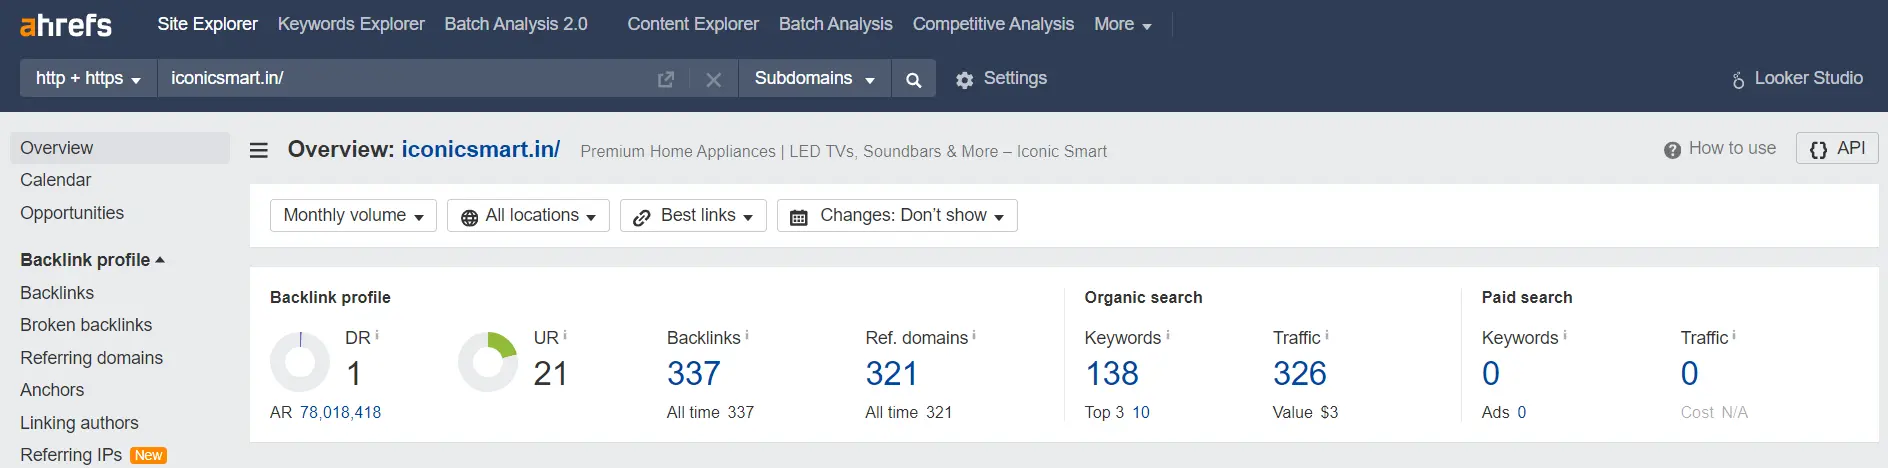 ahrefs Site Explorer Keywords Explorer Batch Analysis 2.0 Content Explorer Batch Analysis Competitive Analysis More
http + https iconicsmart.in/ Subdomains Settings Looker Studio
Overview
Calendar
Opportunities
Backlink profile
Backlinks
Broken backlinks
Referring domains
Anchors
Linking authors
Referring IPs New
Overview: iconicsmart.in/ Premium Home Appliances | LED TVs, Soundbars & More – Iconic Smart
How to use API
Monthly volume All locations Best links Changes: Don't show
Backlink profile
DR i
1
AR 78,018,418
UR i
21
Backlinks i
337
All time 337
Ref. domains i
321
All time 321
Organic search
Keywords i
138
Top 3 10
Traffic i
326
Value $3
Paid search
Keywords i
0
Ads 0
Traffic i
0
Cost N/A